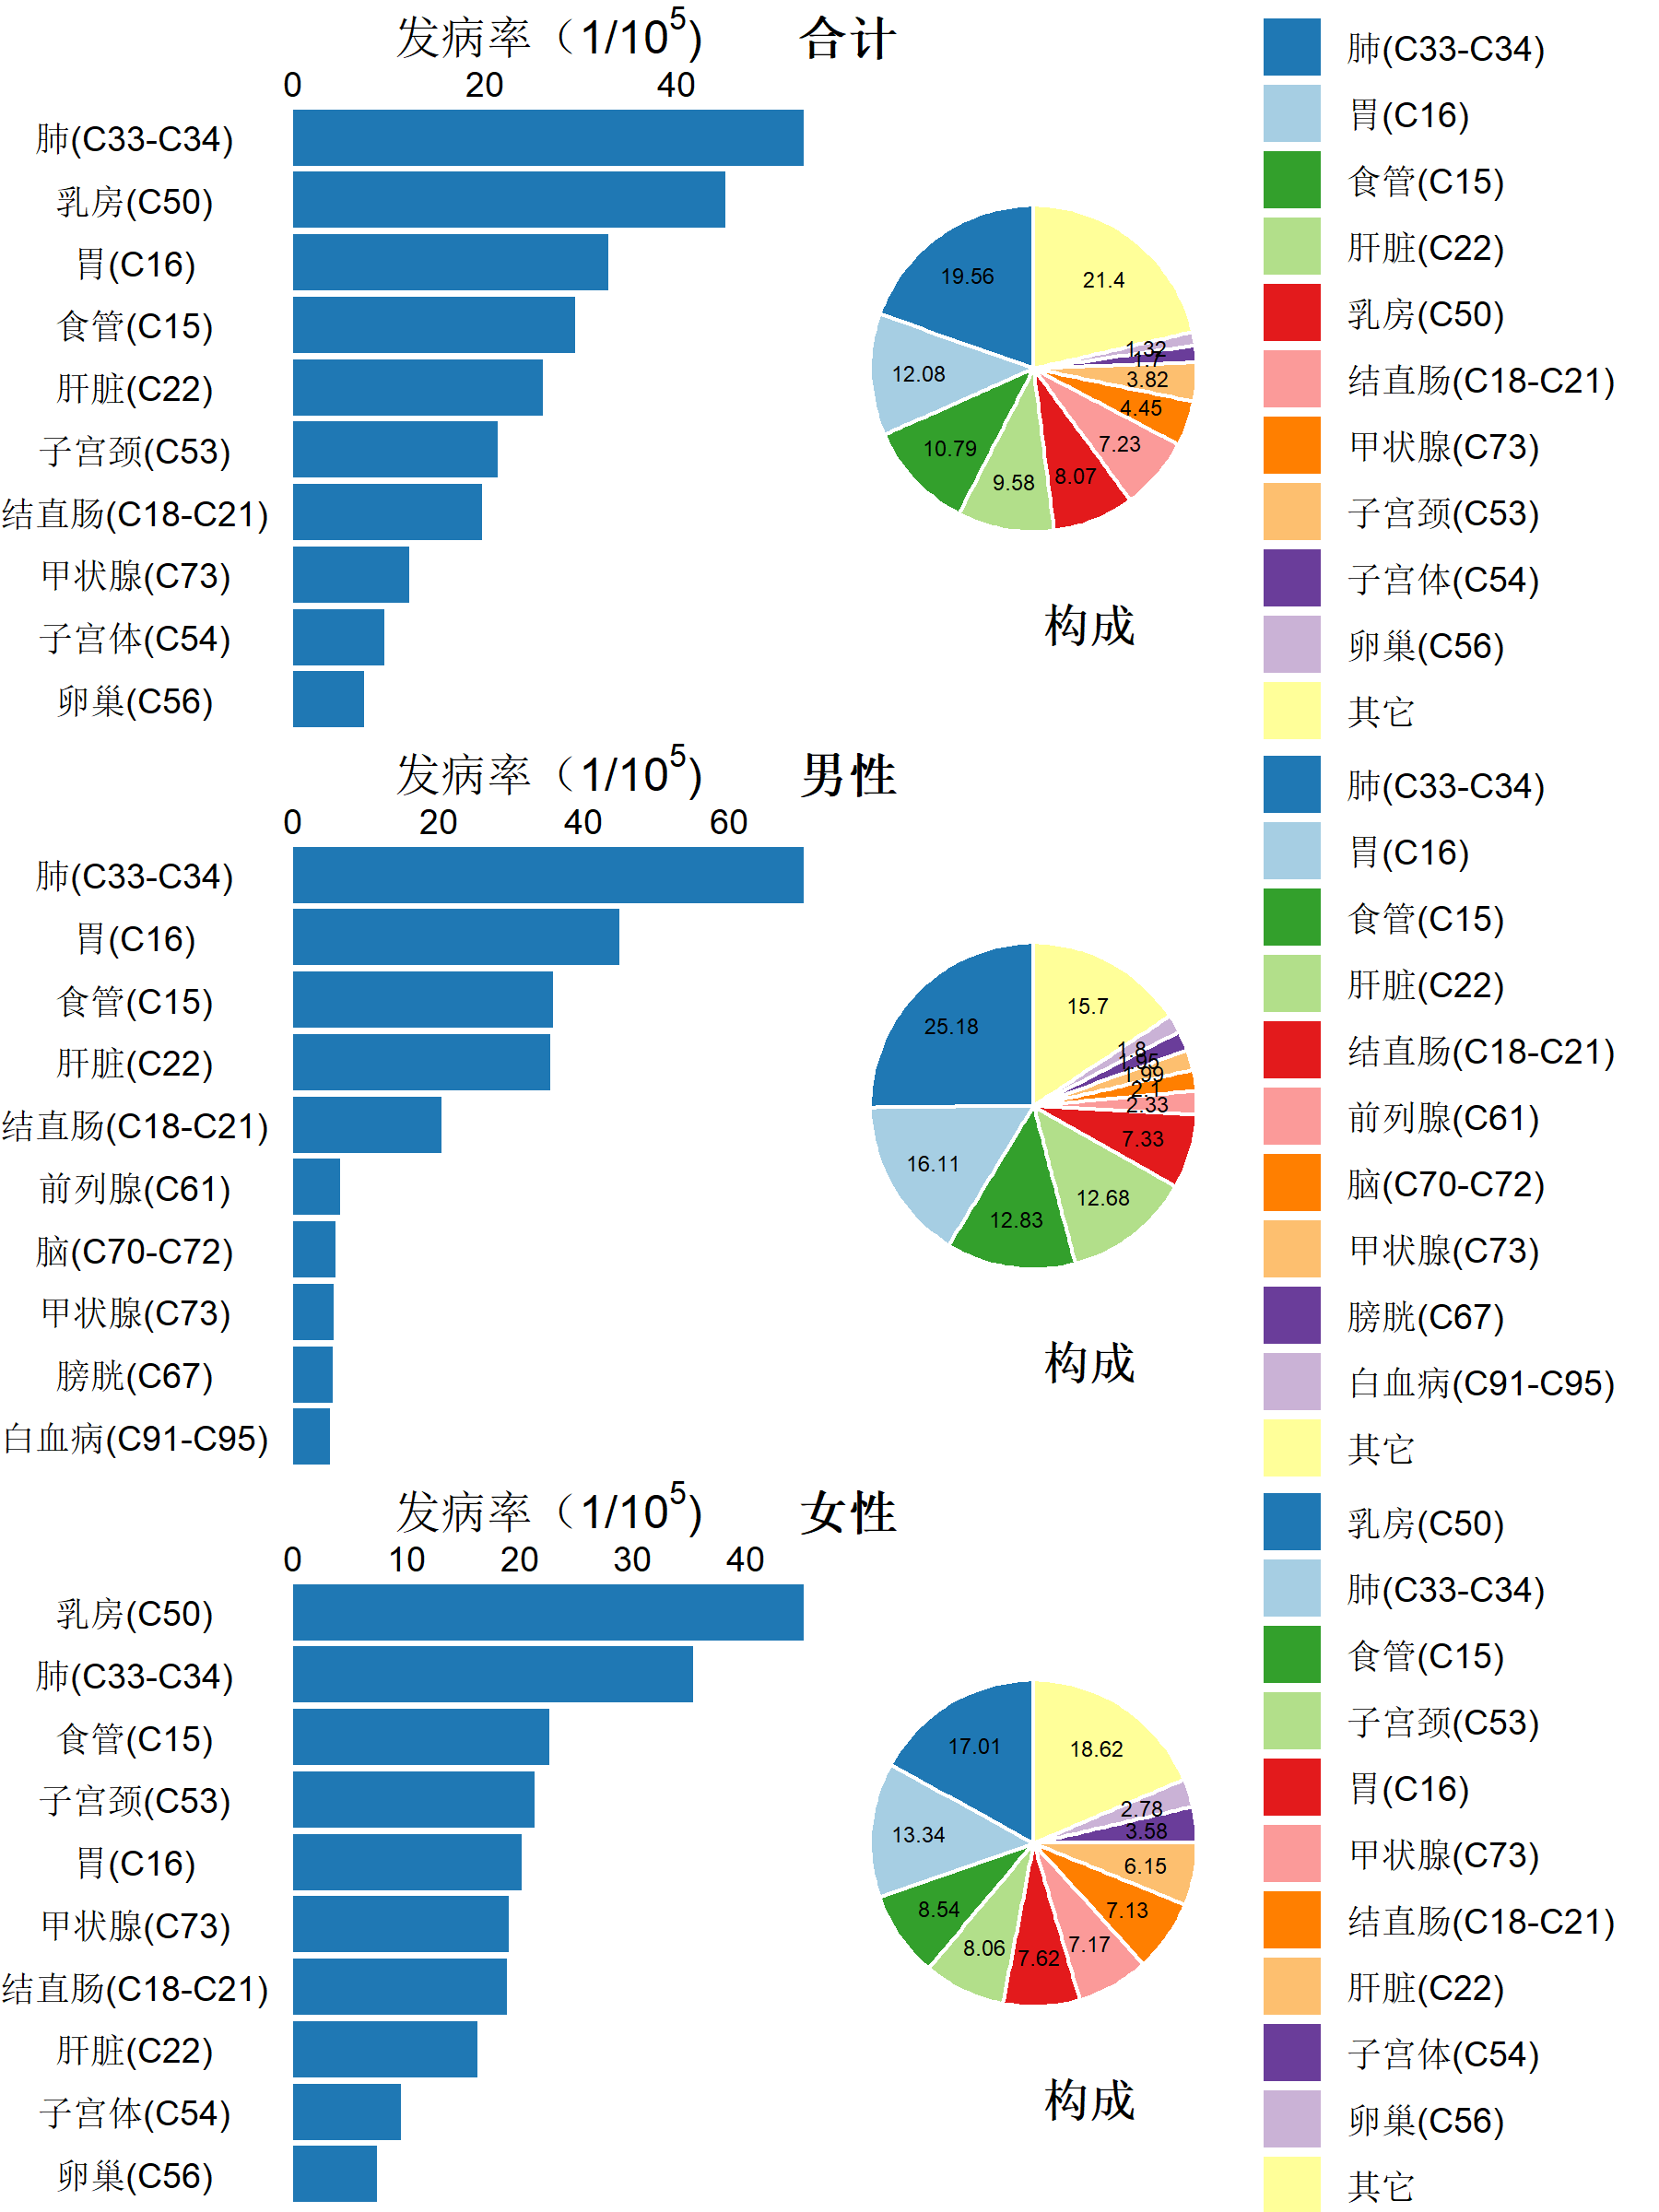 发病率（1/10⁵) 合计
0 20 40
肺(C33-C34)
乳房(C50)
胃(C16)
食管(C15)
肝脏(C22)
子宫颈(C53)
结直肠(C18-C21)
甲状腺(C73)
子宫体(C54)
卵巢(C56)
19.56
12.08
10.79
9.58
8.07
7.23
4.45
3.82
1.7
1.32
21.4
构成
肺(C33-C34)
胃(C16)
食管(C15)
肝脏(C22)
乳房(C50)
结直肠(C18-C21)
甲状腺(C73)
子宫颈(C53)
子宫体(C54)
卵巢(C56)
其它
发病率（1/10⁵) 男性
0 20 40 60
肺(C33-C34)
胃(C16)
食管(C15)
肝脏(C22)
结直肠(C18-C21)
前列腺(C61)
脑(C70-C72)
甲状腺(C73)
膀胱(C67)
白血病(C91-C95)
25.18
16.11
12.83
12.68
7.33
2.33
2.1
1.99
1.95
1.8
15.7
构成
肺(C33-C34)
胃(C16)
食管(C15)
肝脏(C22)
结直肠(C18-C21)
前列腺(C61)
脑(C70-C72)
甲状腺(C73)
膀胱(C67)
白血病(C91-C95)
其它
发病率（1/10⁵) 女性
0 10 20 30 40
乳房(C50)
肺(C33-C34)
食管(C15)
子宫颈(C53)
胃(C16)
甲状腺(C73)
结直肠(C18-C21)
肝脏(C22)
子宫体(C54)
卵巢(C56)
17.01
13.34
8.54
8.06
7.62
7.17
7.13
6.15
3.58
2.78
18.62
构成
乳房(C50)
肺(C33-C34)
食管(C15)
子宫颈(C53)
胃(C16)
甲状腺(C73)
结直肠(C18-C21)
肝脏(C22)
子宫体(C54)
卵巢(C56)
其它